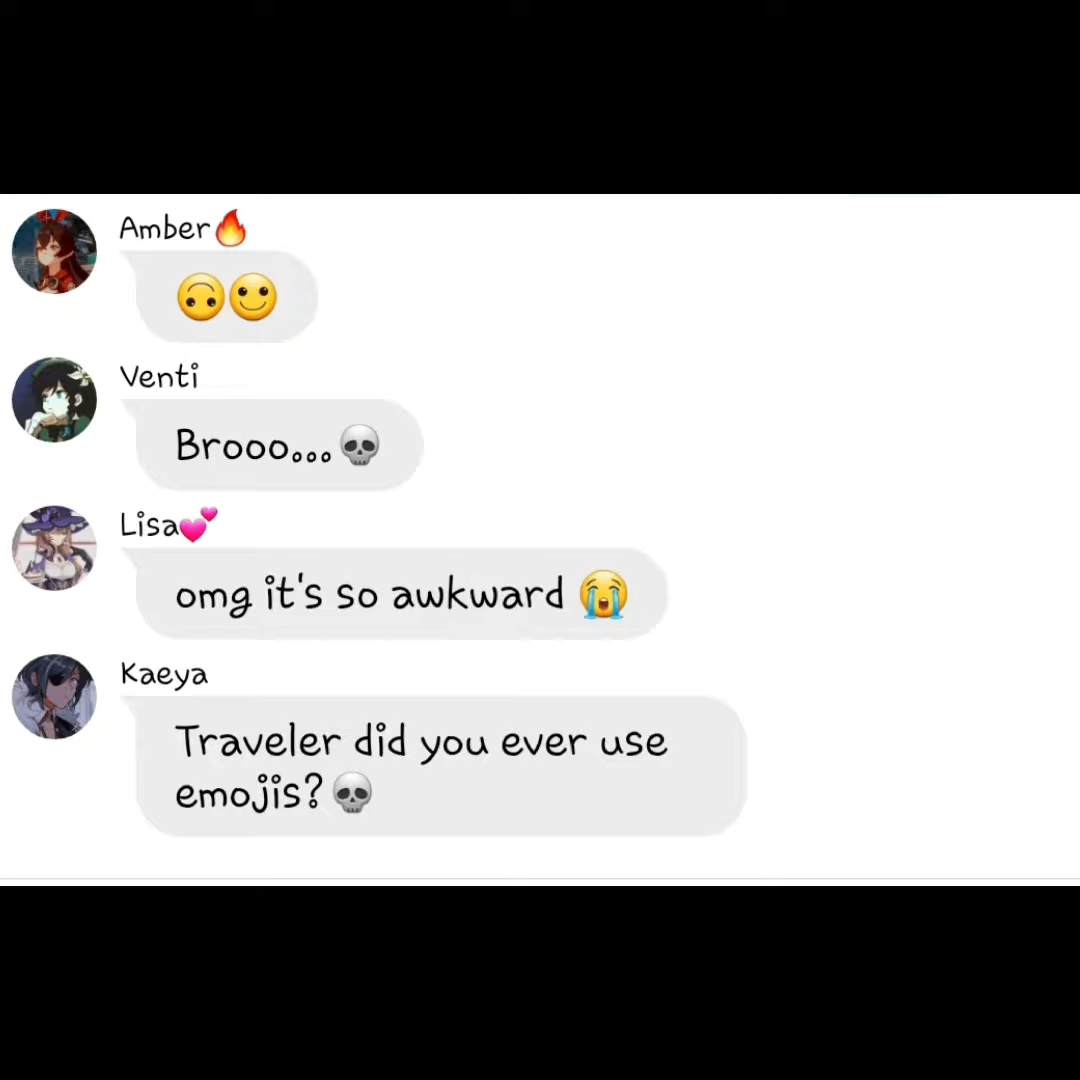 Amber🔥
🙃🙂
Venti
Brooo...💀
Lisa💕
omg it's so awkward 😭
Kaeya
Traveler did you ever use
emojis?💀